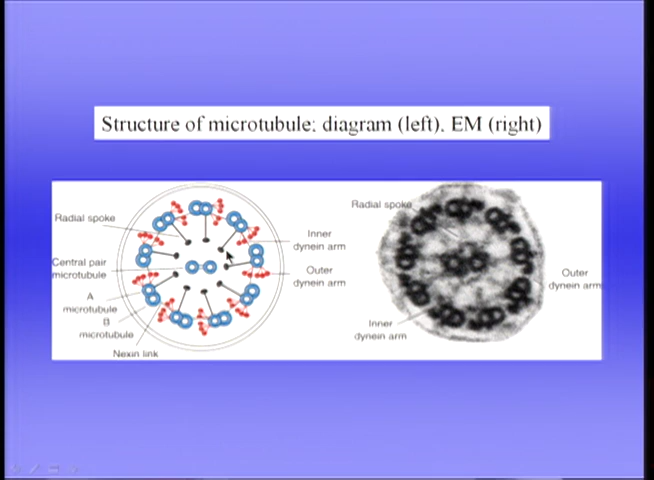 Structure of microtubule: diagram (left), EM (right)
Radial spoke
Central pair
microtubule
A
microtubule
B
microtubule
Nexin link
Inner
dynein arm
Outer
dynein arm
Radial spoke
Inner
dynein arm
Outer
dynein arm